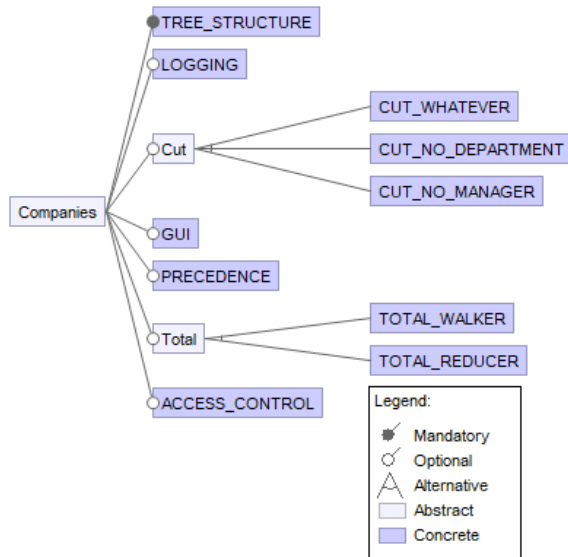 TREE_STRUCTURE
LOGGING
CUT_WHATEVER
Cut
CUT_NO_DEPARTMENT
CUT_NO_MANAGER
Companies
GUI
PRECEDENCE
TOTAL_WALKER
Total
TOTAL_REDUCER
ACCESS_CONTROL
Legend:
Mandatory
Optional
Alternative
Abstract
Concrete